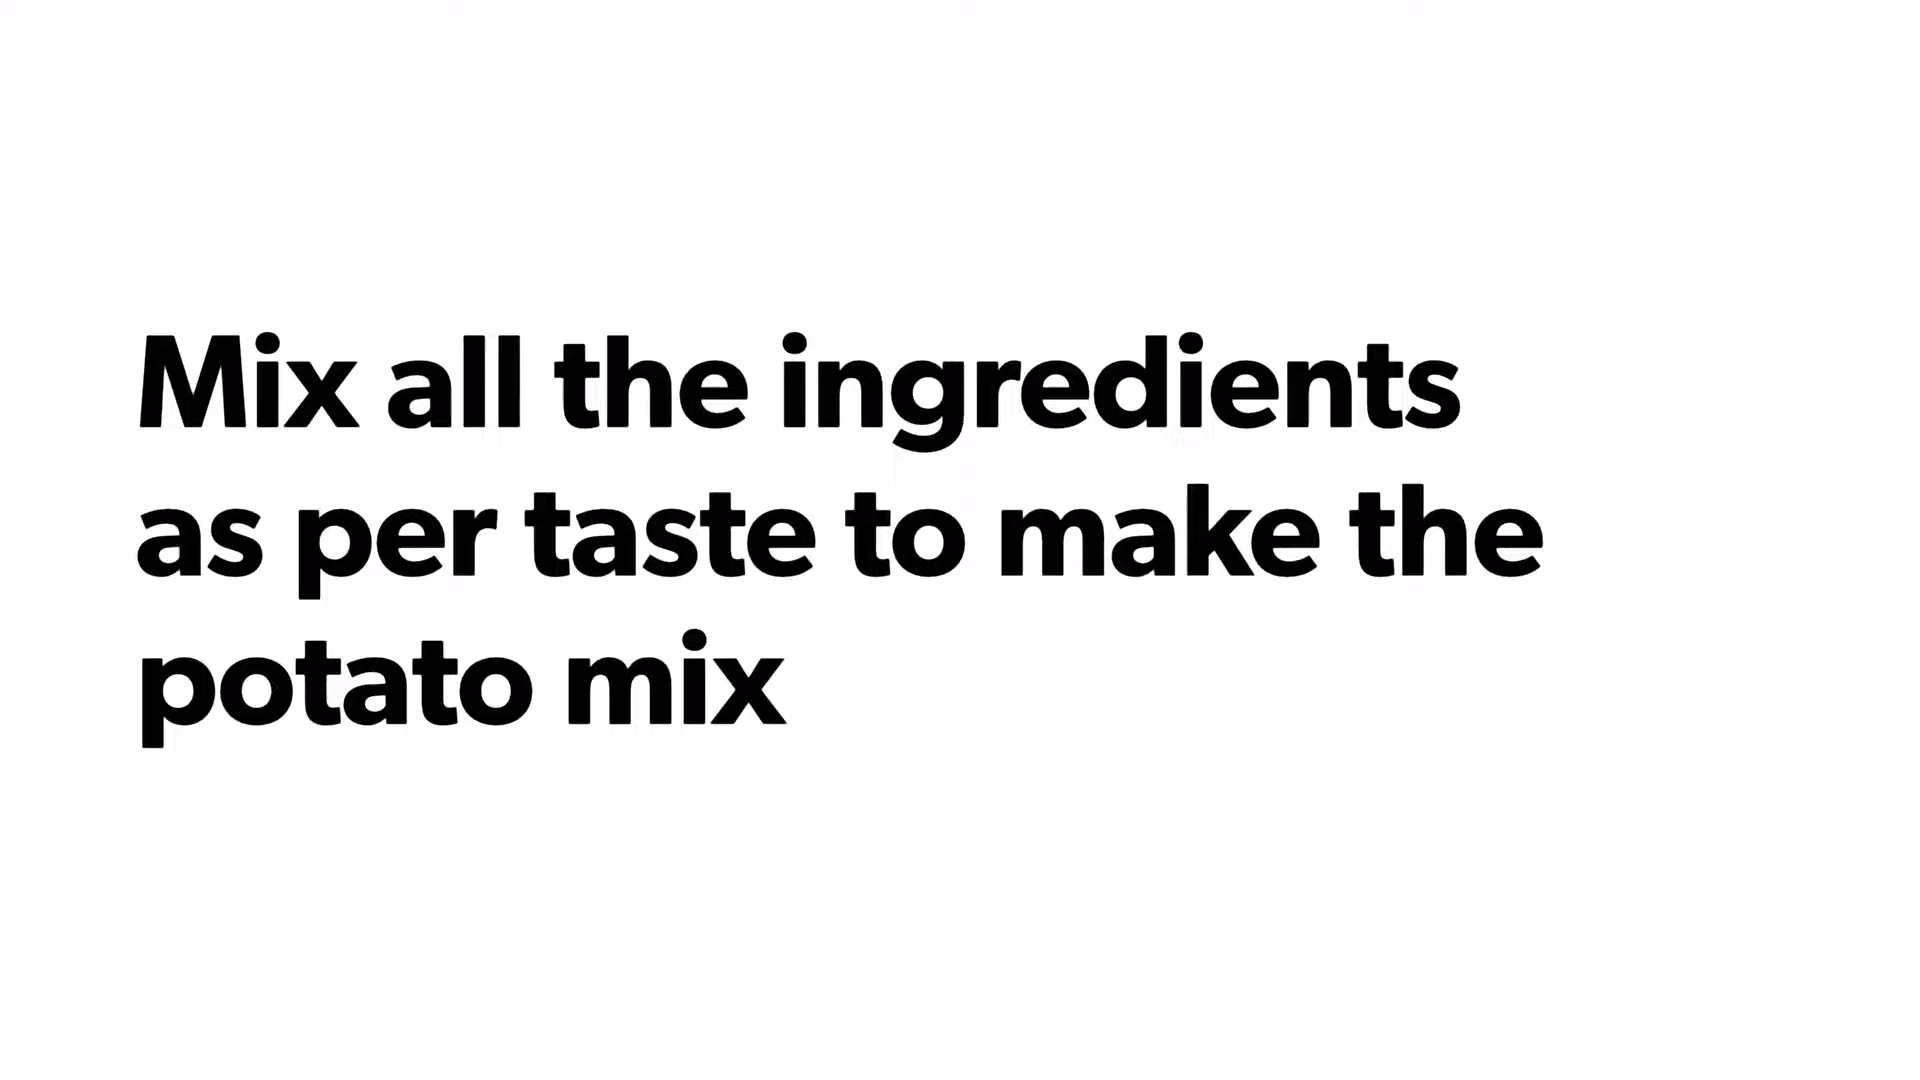 Mix all the ingredients
as per taste to make the
potato mix